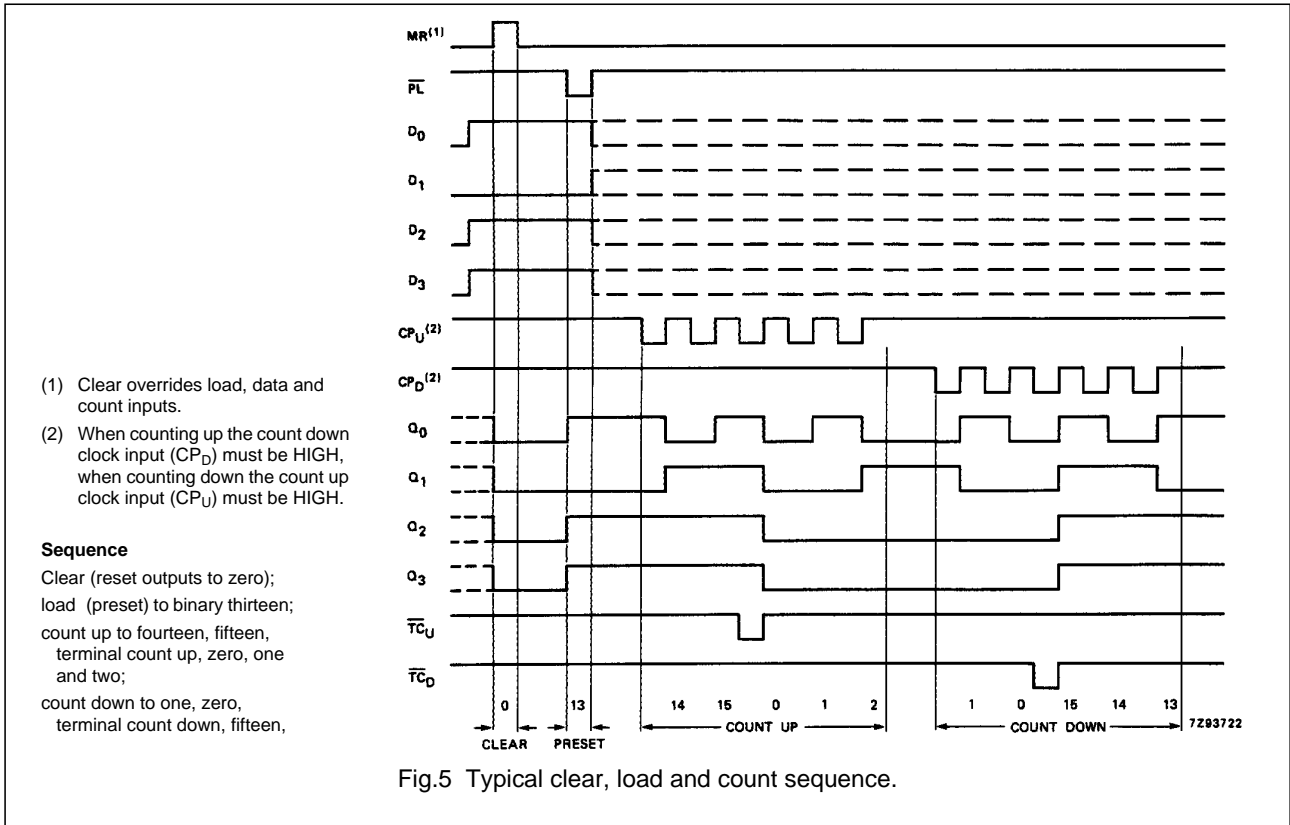 MR(1)
PL
D0
D1
D2
D3
CPU(2)
CPD(2)
Q0
Q1
Q2
Q3
TCU
TCD
0 13 14 15 0 1 2 1 0 15 14 13
COUNT UP COUNT DOWN 7Z93722
CLEAR PRESET
(1) Clear overrides load, data and
count inputs.
(2) When counting up the count down
clock input (CPD) must be HIGH,
when counting down the count up
clock input (CPU) must be HIGH.
Sequence
Clear (reset outputs to zero);
load (preset) to binary thirteen;
count up to fourteen, fifteen,
terminal count up, zero, one
and two;
count down to one, zero,
terminal count down, fifteen,
Fig.5 Typical clear, load and count sequence.